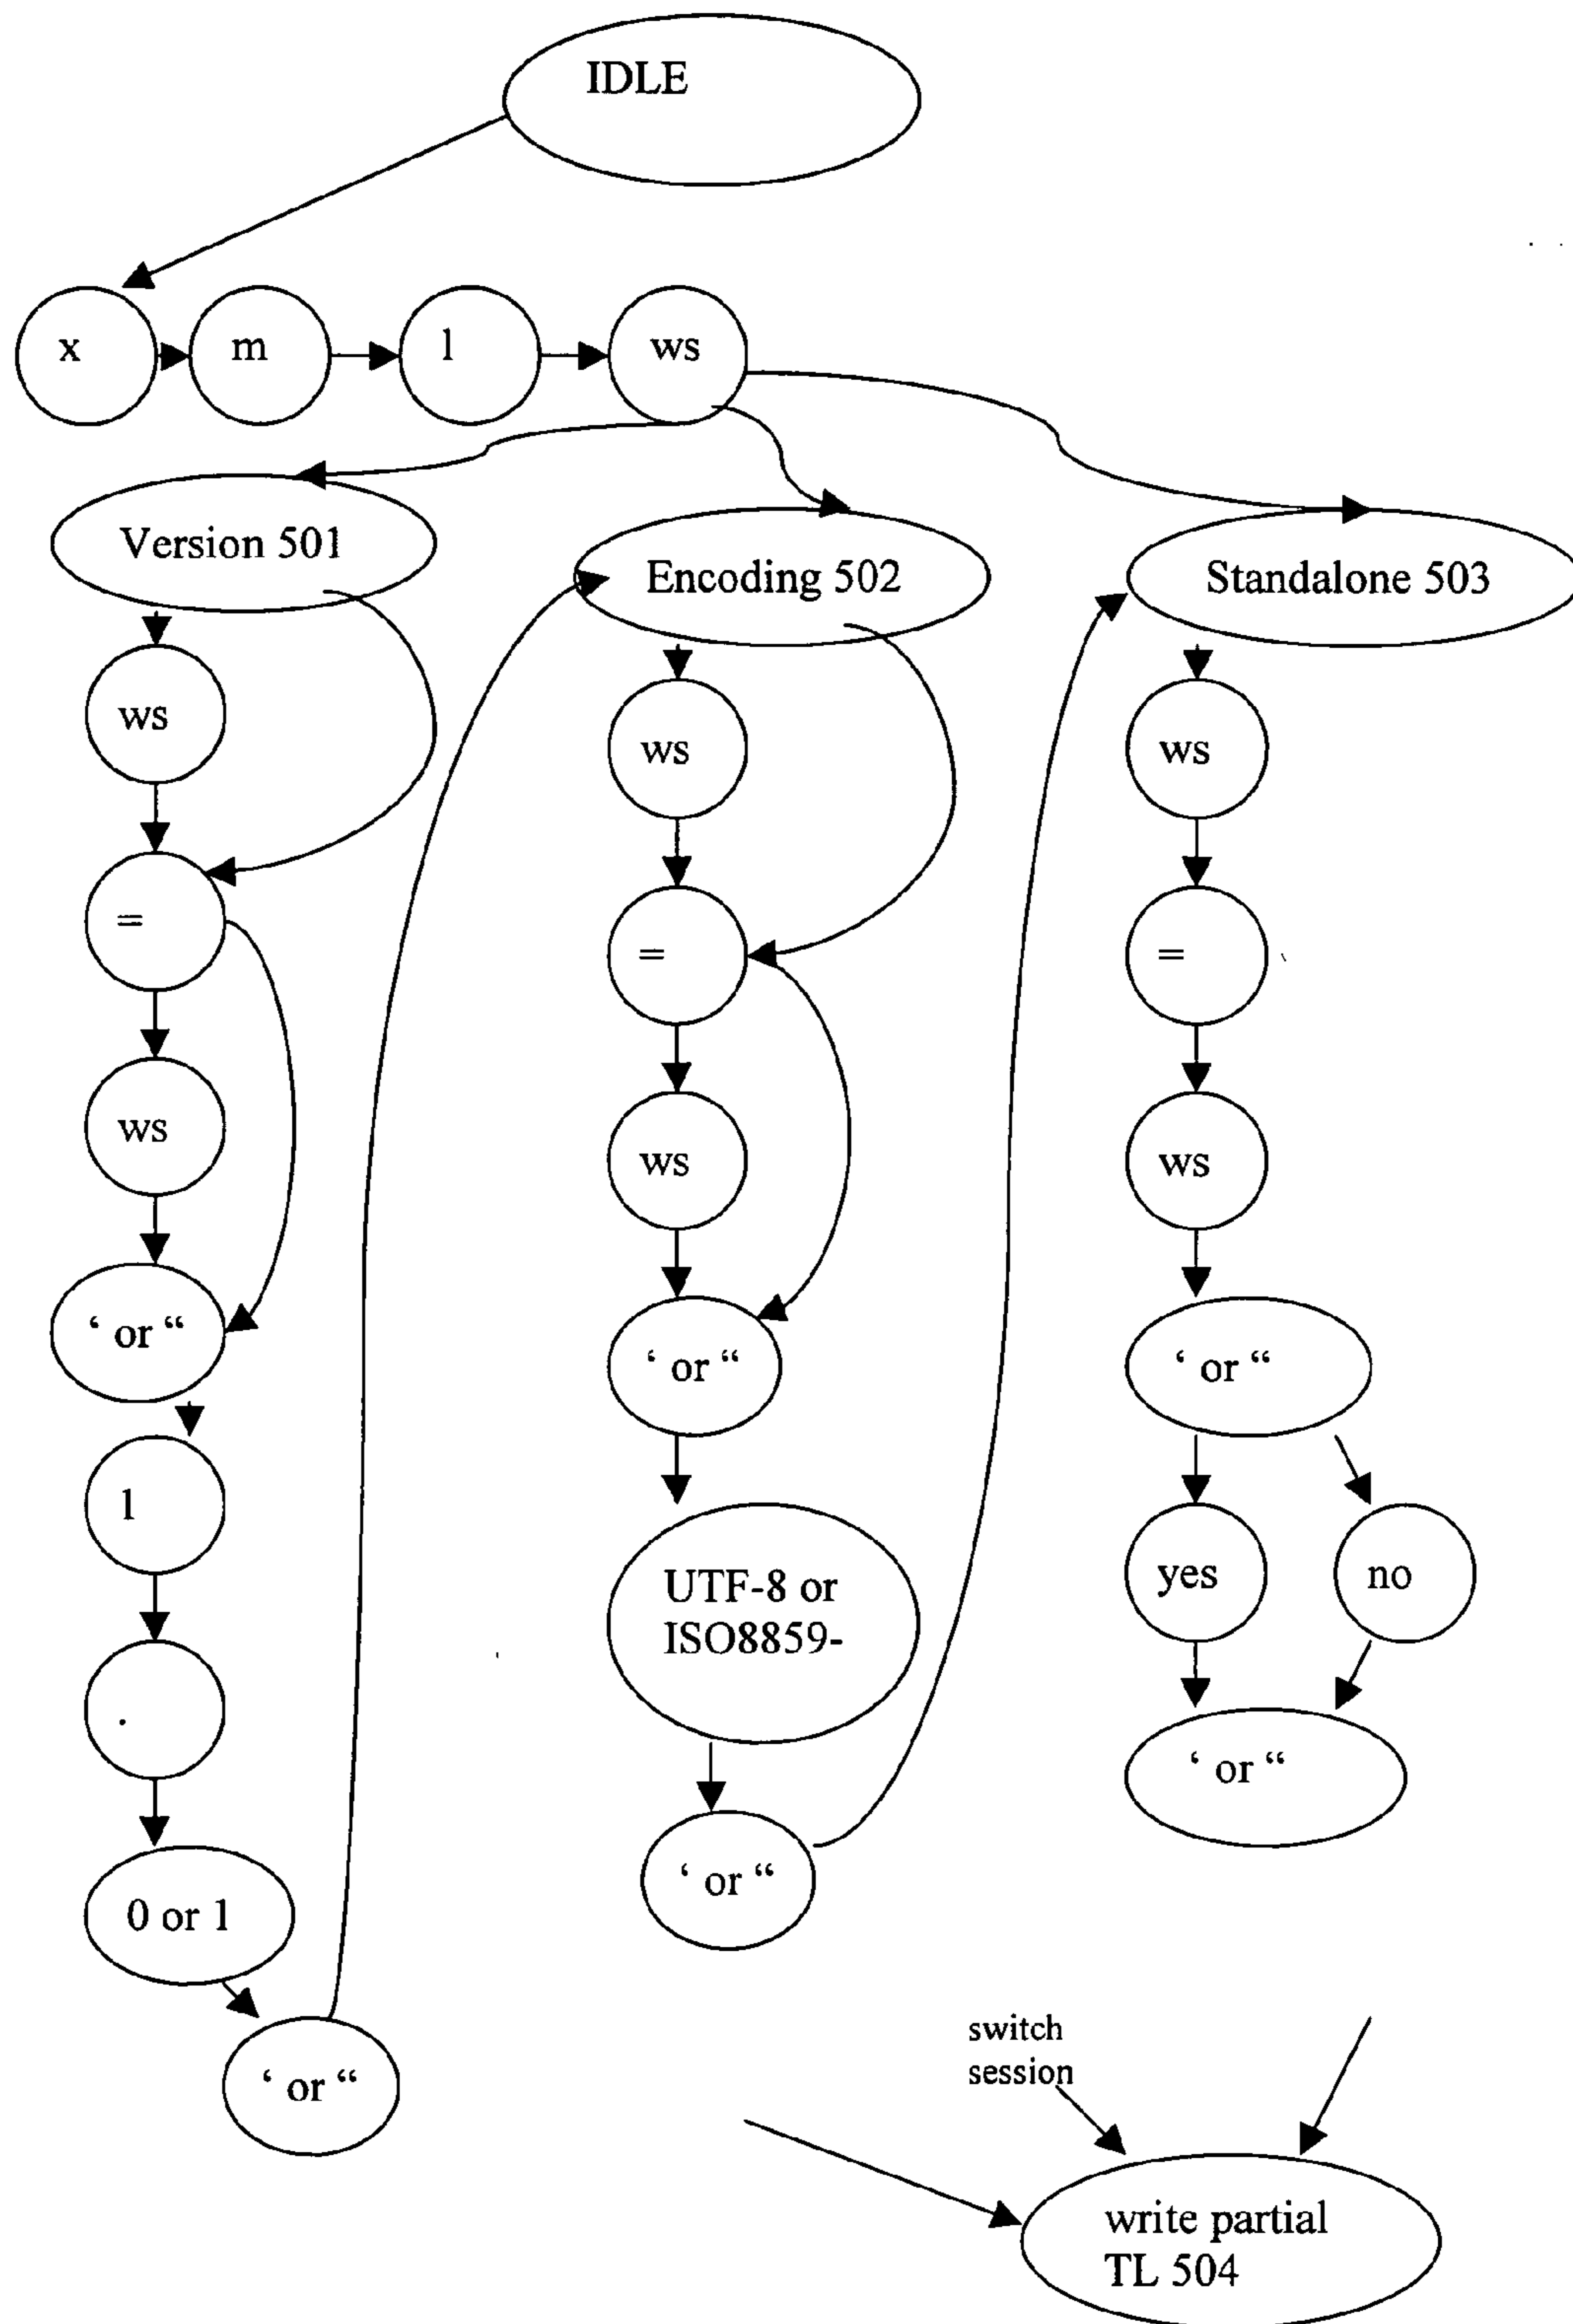 IDLE
x
m
l
ws
Version 501
Encoding 502
Standalone 503
ws
=
ws
‘ or “
1
.
0 or 1
‘ or “
ws
=
ws
‘ or “
UTF-8 or
ISO8859-
‘ or “
ws
=
ws
‘ or “
yes
no
‘ or “
switch
session
write partial
TL 504